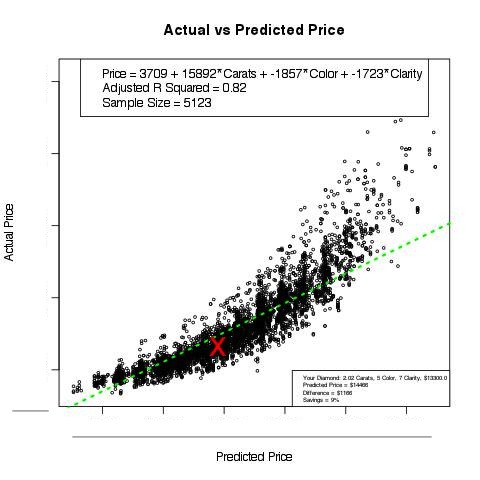 Actual vs Predicted Price
Price = 3709 + 15892*Carats + -1857*Color + -1723*Clarity
Adjusted R Squared = 0.82
Sample Size = 5123
Actual Price
X
Your Diamond: 2.02 Carats, 5 Color, 7 Clarity, $13300.0
Predicted Price = $14466
Difference = $1166
Savings = 9%
Predicted Price